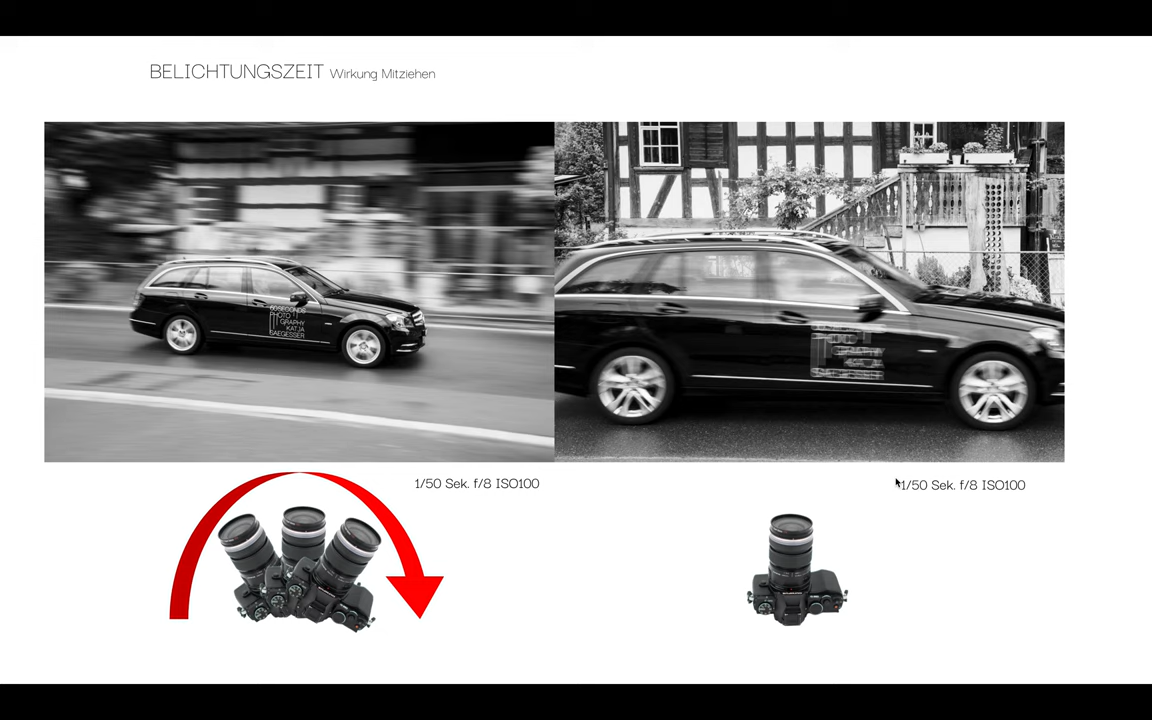 BELICHTUNGSZEIT Wirkung Mitziehen
60SECONDS
PHOTO
GRAPHY
KATJA
SAEGESSER
1/50 Sek. f/8 ISO100
1/50 Sek. f/8 ISO100